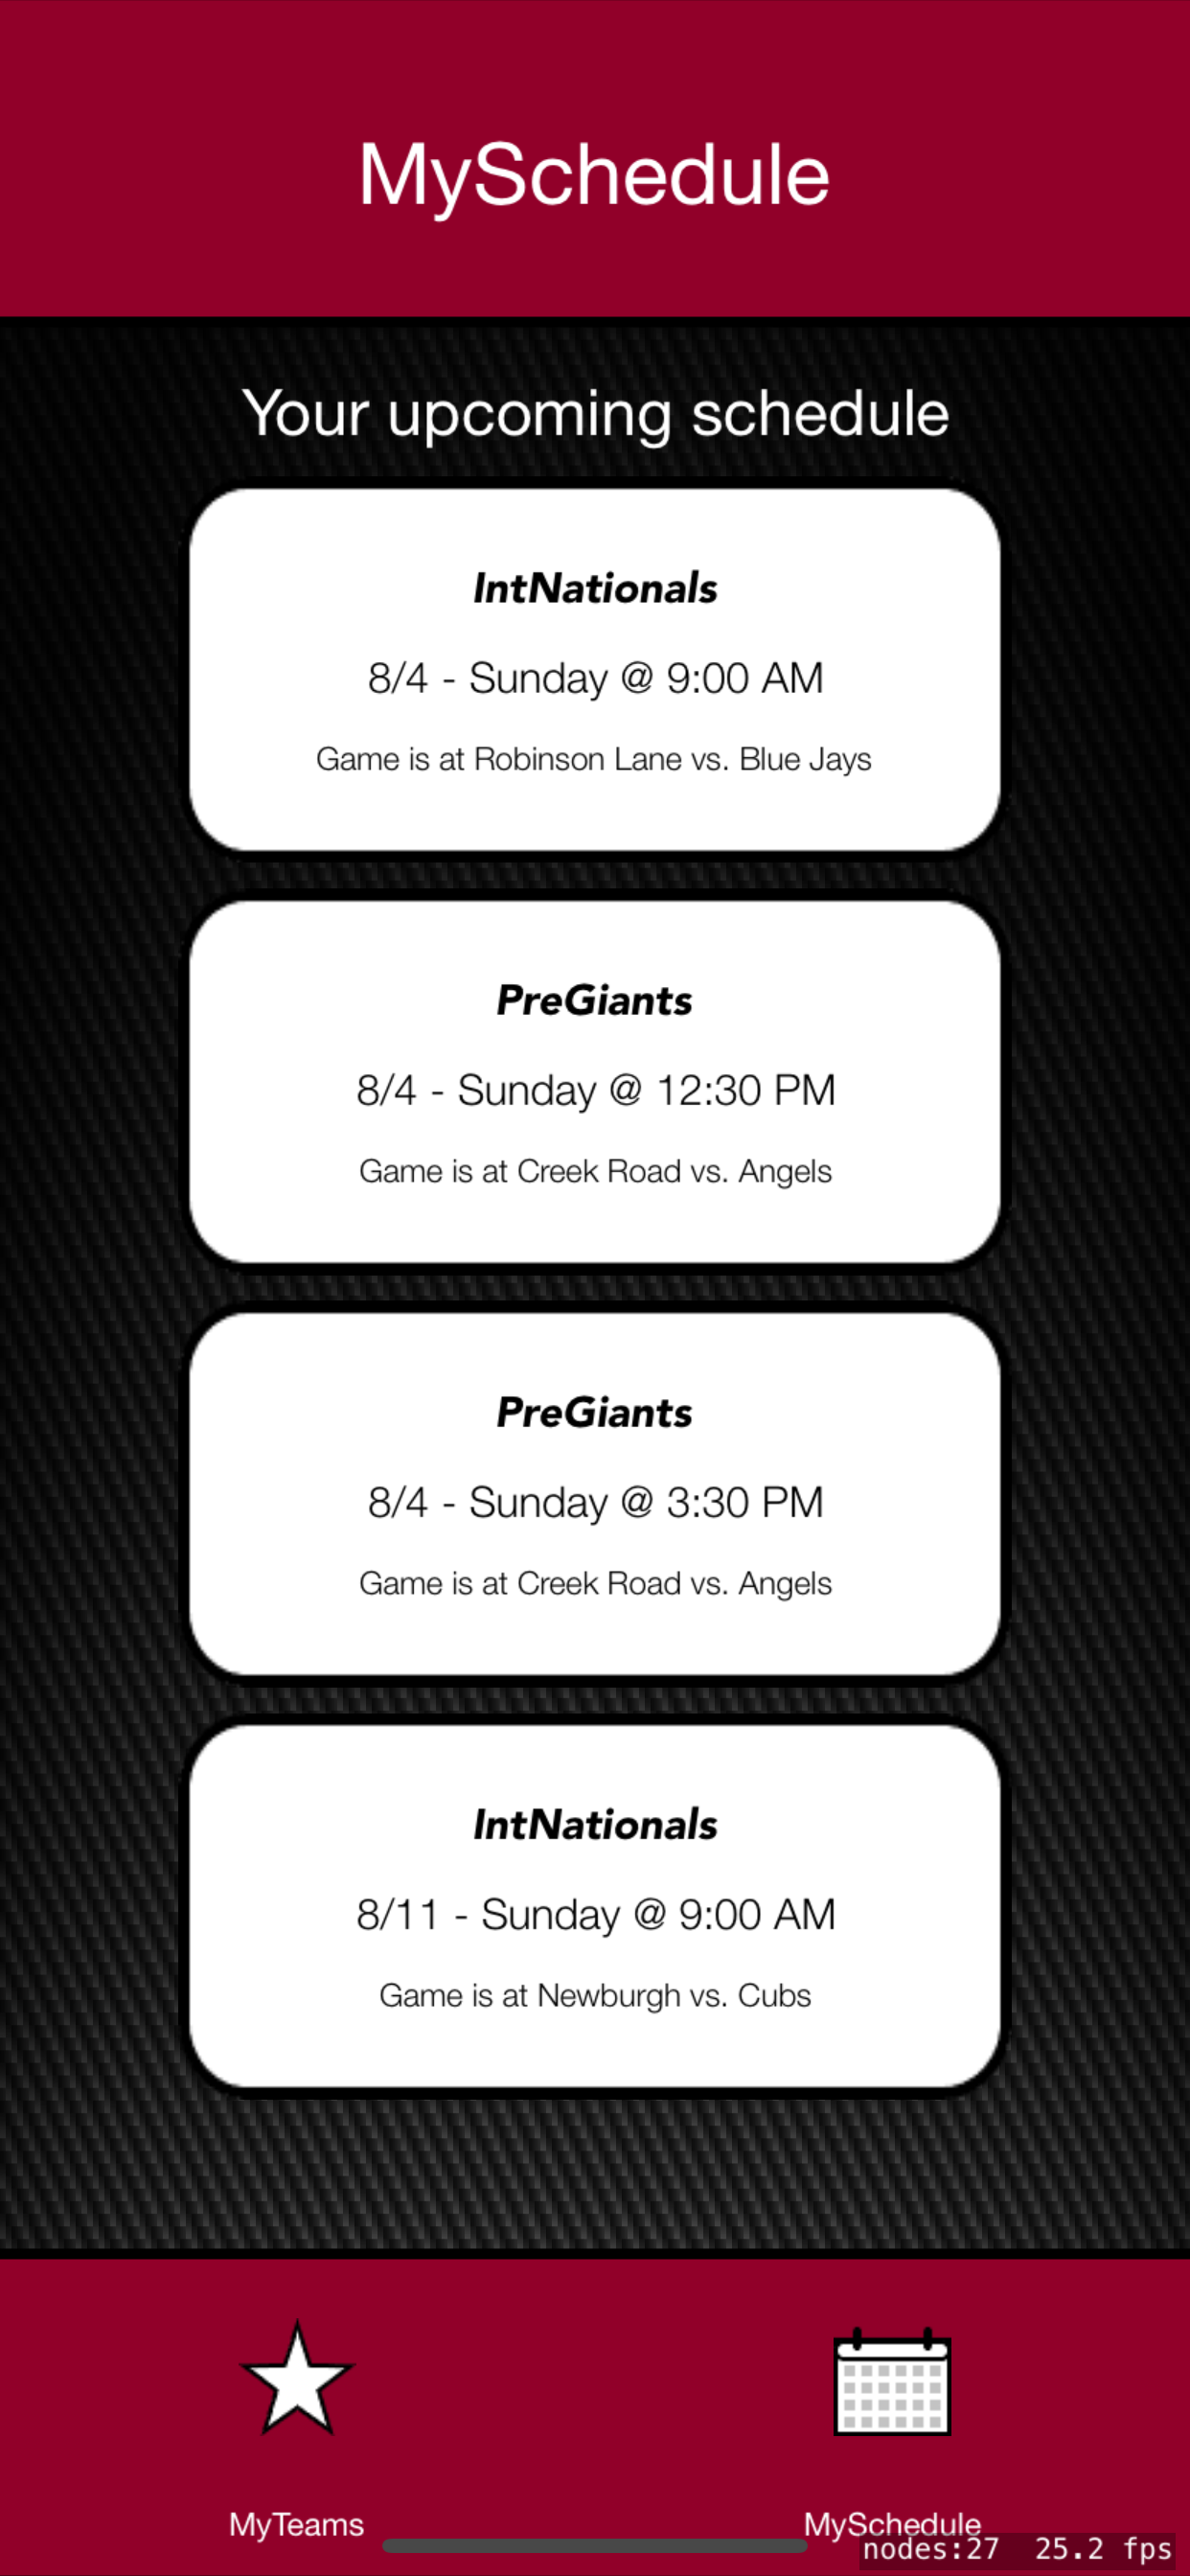 MySchedule
Your upcoming schedule
IntNationals
8/4 - Sunday @ 9:00 AM
Game is at Robinson Lane vs. Blue Jays
PreGiants
8/4 - Sunday @ 12:30 PM
Game is at Creek Road vs. Angels
PreGiants
8/4 - Sunday @ 3:30 PM
Game is at Creek Road vs. Angels
IntNationals
8/11 - Sunday @ 9:00 AM
Game is at Newburgh vs. Cubs
MyTeams
MySchedule
nodes:27 25.2 fps